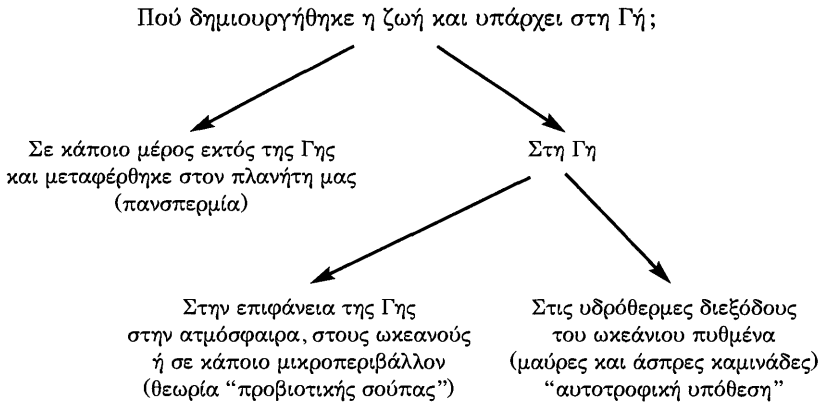 Πού δημιουργήθηκε η ζωή και υπάρχει στη Γή;
Σε κάποιο μέρος εκτός της Γης
και μεταφέρθηκε στον πλανήτη μας
(πανσπερμία)
Στη Γη
Στην επιφάνεια της Γης
στην ατμόσφαιρα, στους ωκεανούς
ή σε κάποιο μικροπεριβάλλον
(θεωρία “προβιοτικής σούπας”)
Στις υδρόθερμες διεξόδους
του ωκεάνιου πυθμένα
(μαύρες και άσπρες καμινάδες)
“αυτοτροφική υπόθεση”